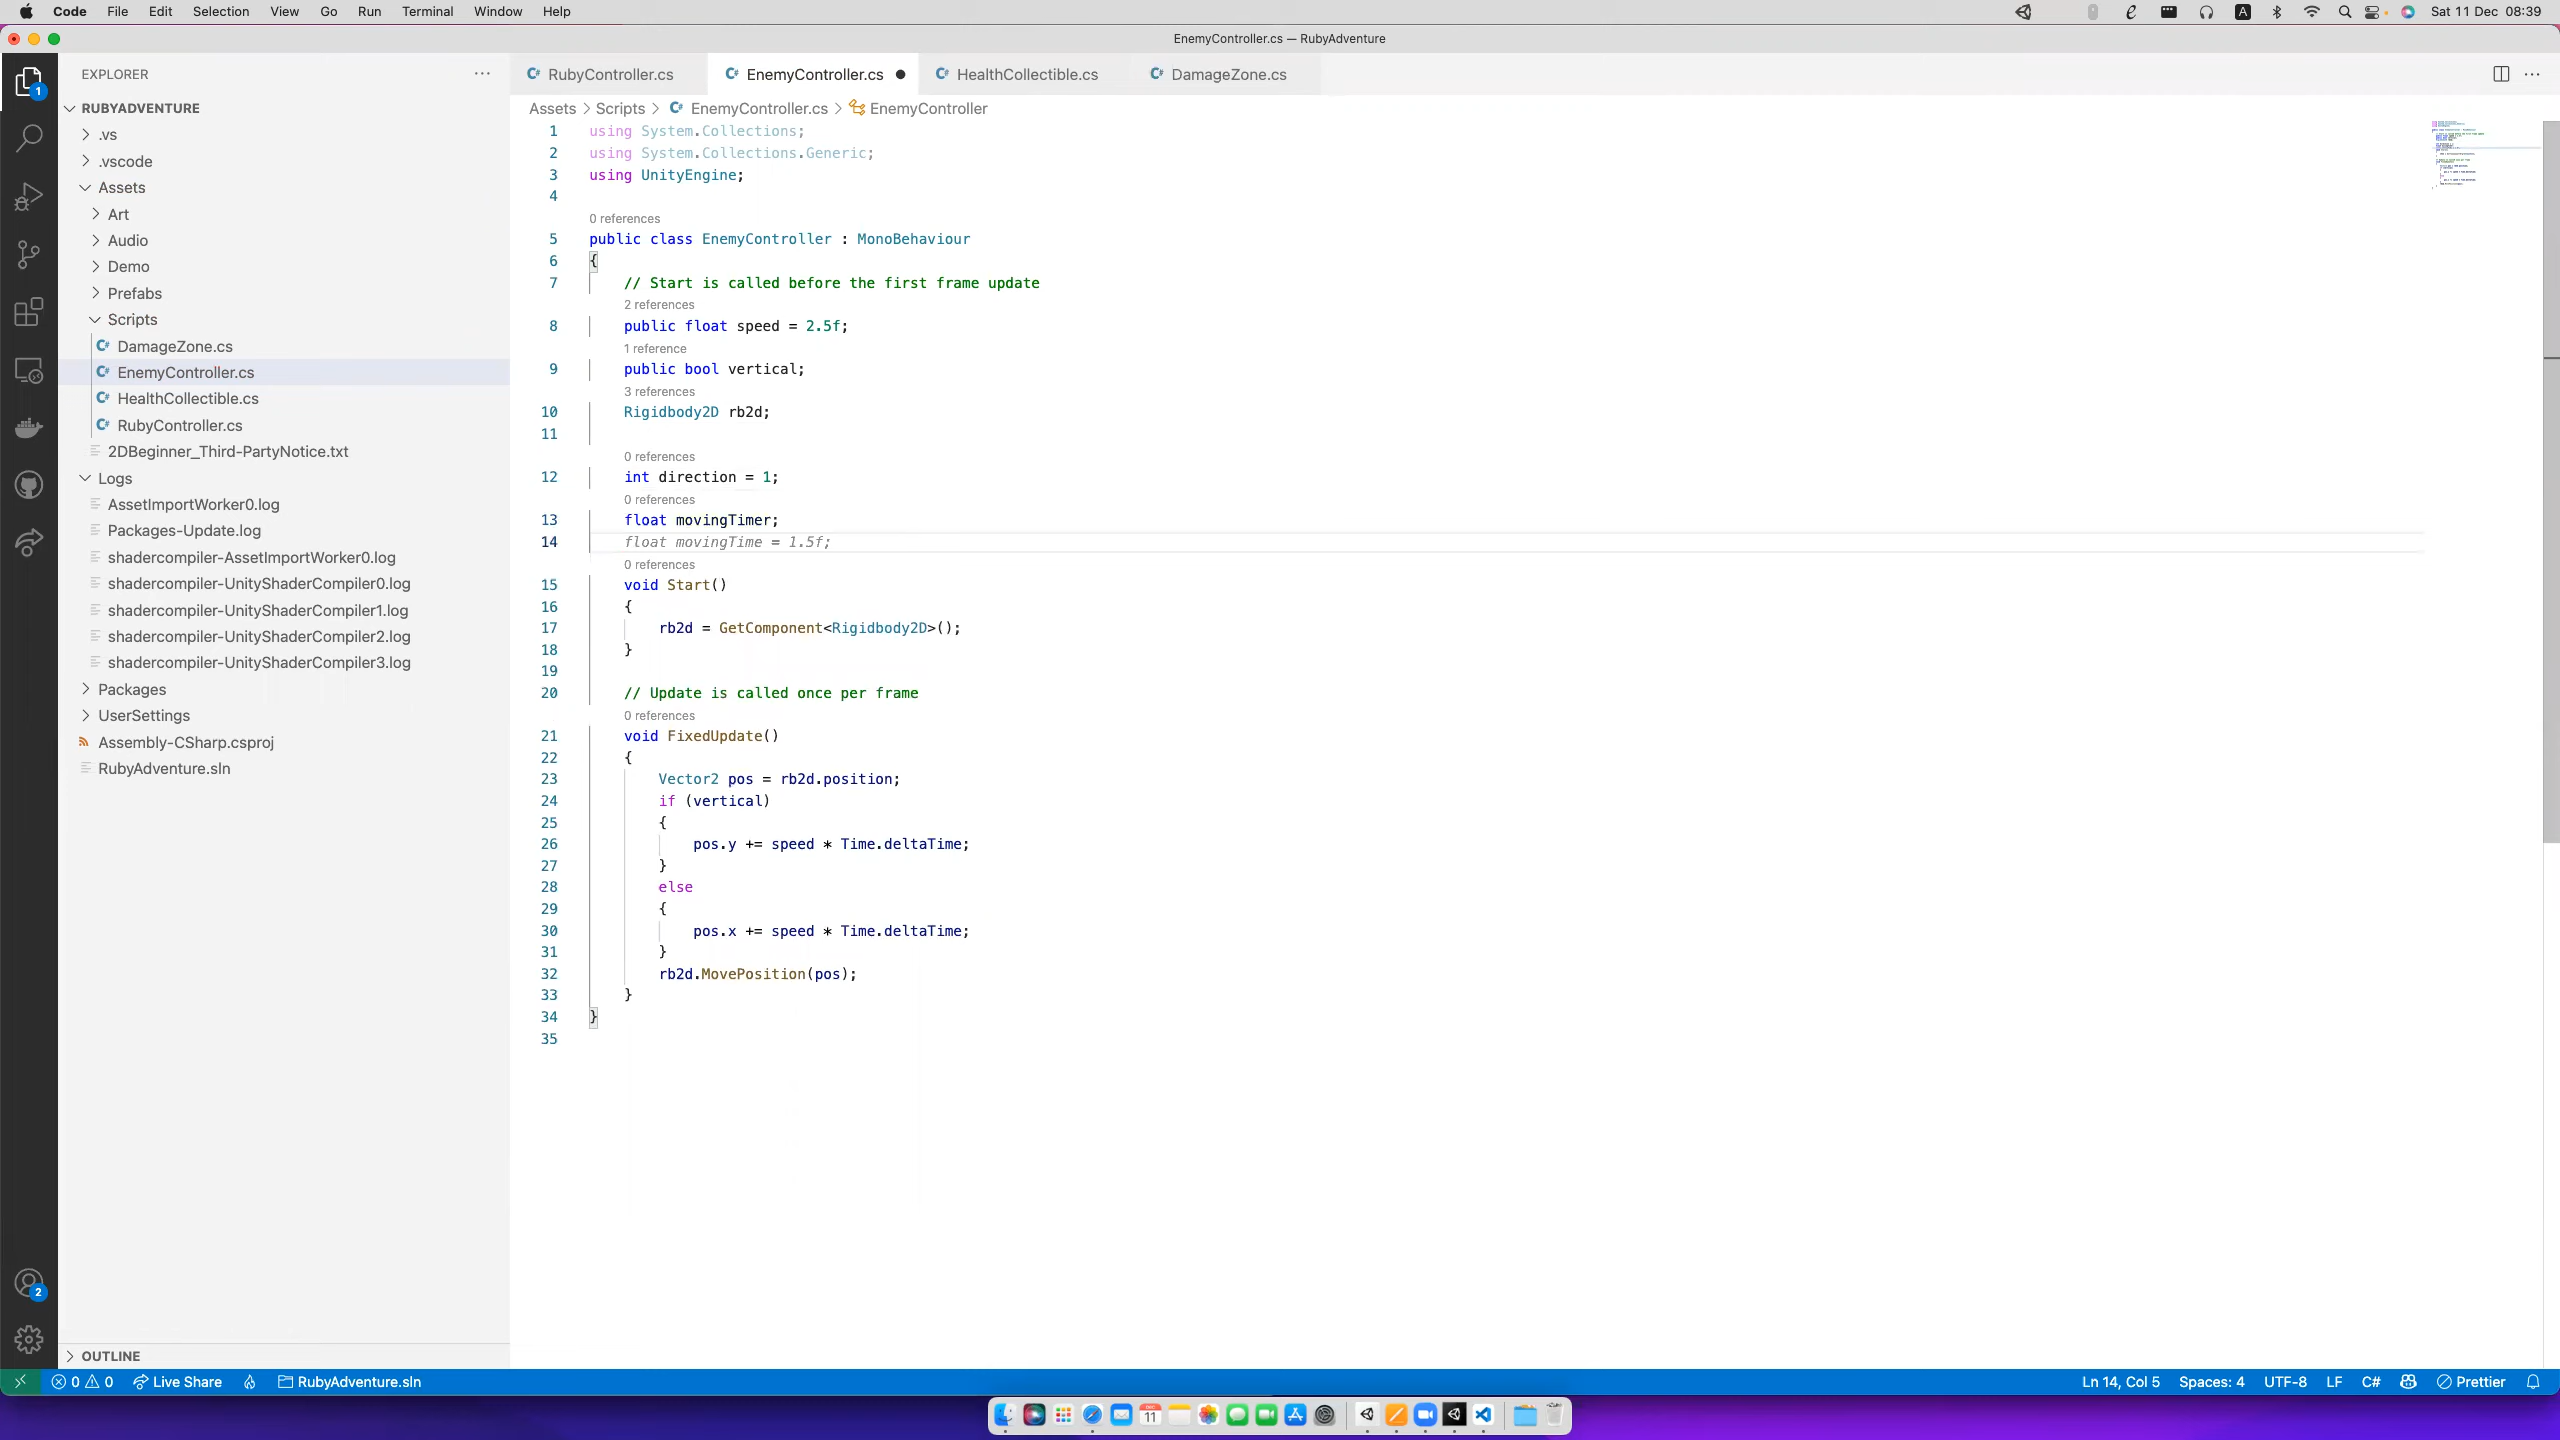 Code File Edit Selection View Go Run Terminal Window Help
A
Sat 11 Dec 08:39
EnemyController.cs — RubyAdventure
EXPLORER
1
RUBYADVENTURE
.vs
.vscode
Assets
Art
Audio
Demo
Prefabs
Scripts
C# DamageZone.cs
C# EnemyController.cs
C# HealthCollectible.cs
C# RubyController.cs
2DBeginner_Third-PartyNotice.txt
Logs
AssetImportWorker0.log
Packages-Update.log
shadercompiler-AssetImportWorker0.log
shadercompiler-UnityShaderCompiler0.log
shadercompiler-UnityShaderCompiler1.log
shadercompiler-UnityShaderCompiler2.log
shadercompiler-UnityShaderCompiler3.log
Packages
UserSettings
Assembly-CSharp.csproj
RubyAdventure.sln
2
OUTLINE
C# RubyController.cs C# EnemyController.cs C# HealthCollectible.cs C# DamageZone.cs
Assets > Scripts > C# EnemyController.cs > EnemyController
1 using System.Collections;
2 using System.Collections.Generic;
3 using UnityEngine;
4
0 references
5 public class EnemyController : MonoBehaviour
6 {
7 // Start is called before the first frame update
2 references
8 public float speed = 2.5f;
1 reference
9 public bool vertical;
3 references
10 Rigidbody2D rb2d;
11
0 references
12 int direction = 1;
0 references
13 float movingTimer;
14 float movingTime = 1.5f;
0 references
15 void Start()
16 {
17 rb2d = GetComponent<Rigidbody2D>();
18 }
19
20 // Update is called once per frame
0 references
21 void FixedUpdate()
22 {
23 Vector2 pos = rb2d.position;
24 if (vertical)
25 {
26 pos.y += speed * Time.deltaTime;
27 }
28 else
29 {
30 pos.x += speed * Time.deltaTime;
31 }
32 rb2d.MovePosition(pos);
33 }
34 }
35
0 0 Live Share RubyAdventure.sln Ln 14, Col 5 Spaces: 4 UTF-8 LF C# Prettier
11